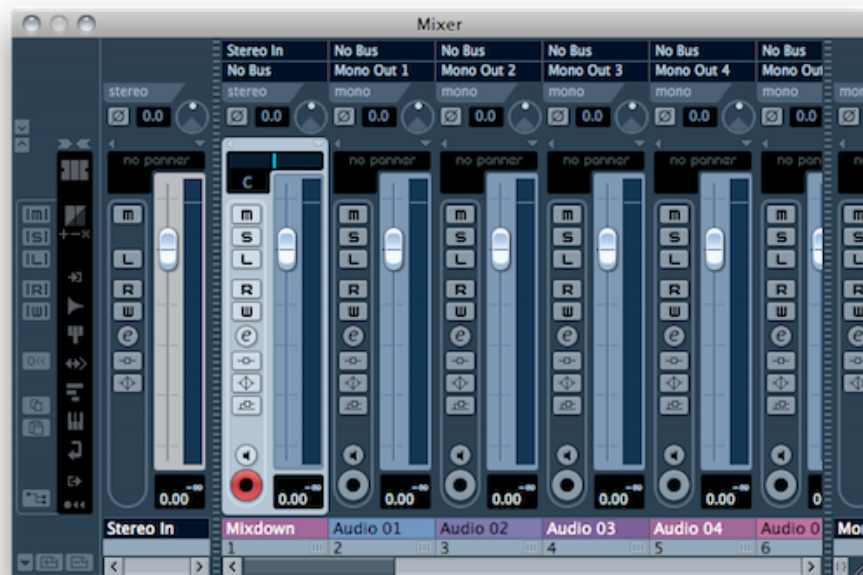 Mixer
Stereo In No Bus No Bus No Bus No Bus No Bus
No Bus Mono Out 1 Mono Out 2 Mono Out 3 Mono Out 4 Mono
stereo stereo mono mono mono mono mono
0.0 0.0 0.0 0.0 0.0 0.0 0.0
no panner no panner no panner no panner no panner no
C
[m] m m m m m m m
[S] S S S S S S
[L] L L L L L L L
[R] R R R R R R R
[W] W W W W W W W
e e e e e e e
-∞ -∞ -∞ -∞ -∞ -∞
0.00 0.00 0.00 0.00 0.00 0.00
Stereo In Mixdown Audio 01 Audio 02 Audio 03 Audio 04 Audio
1 2 3 4 5 6